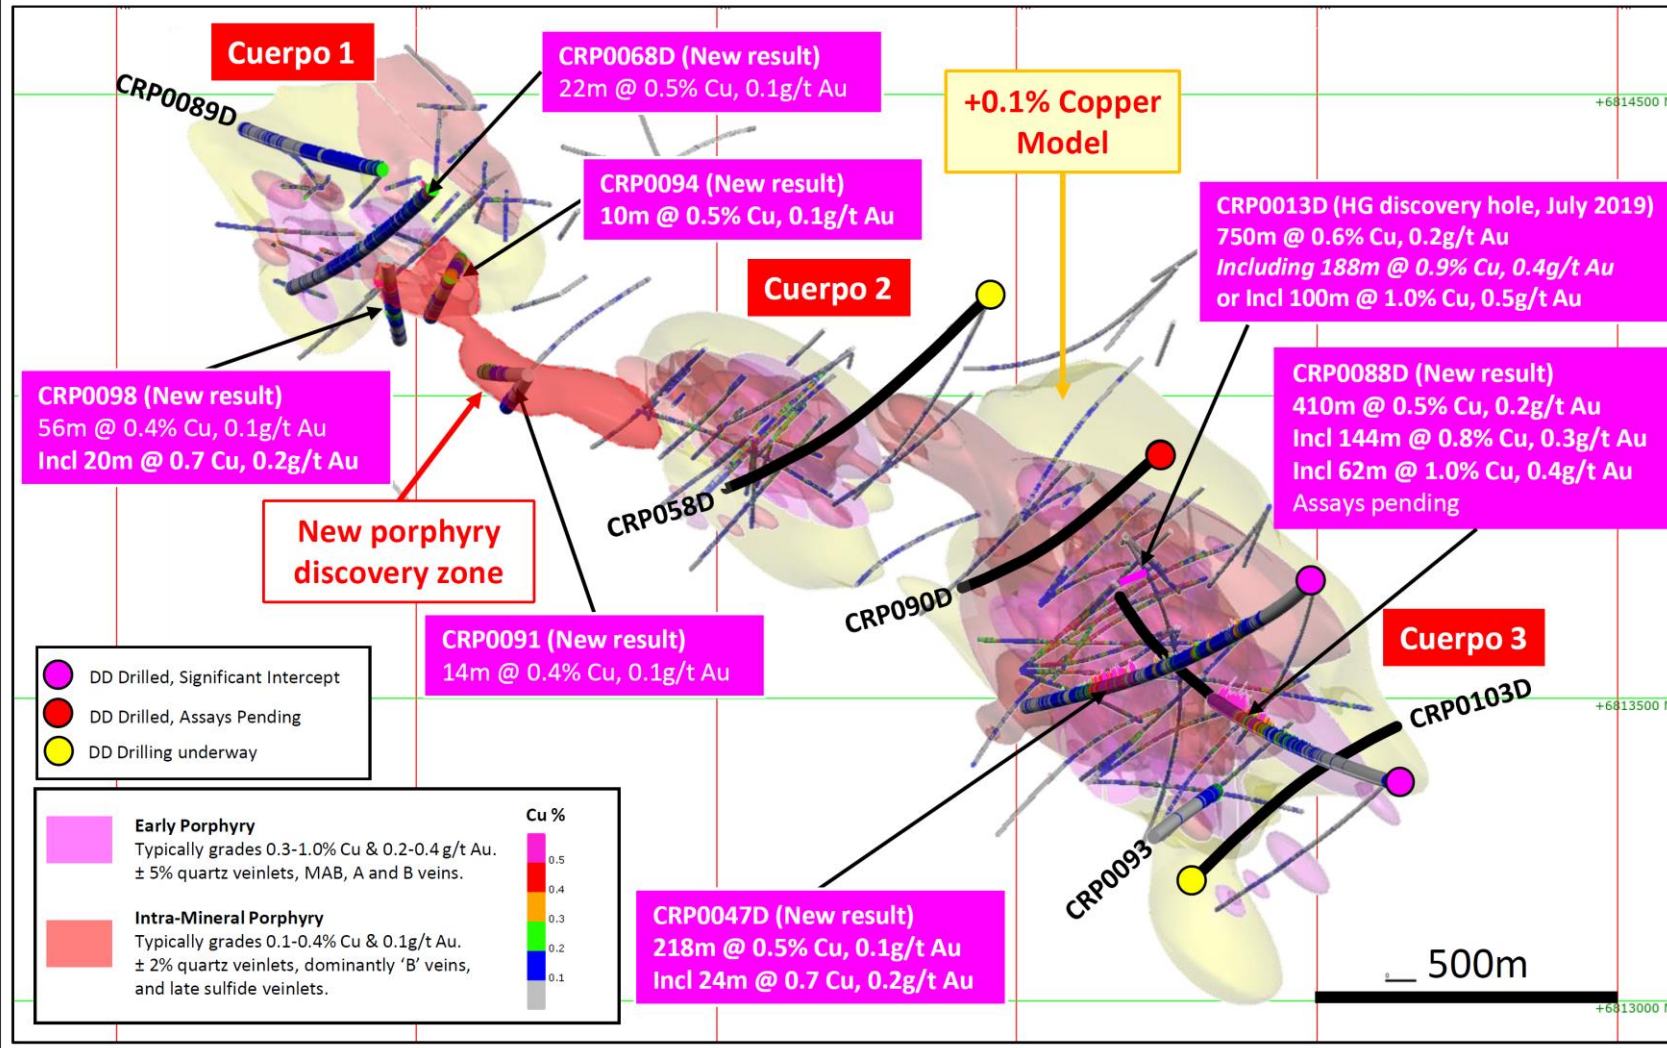 Cuerpo 1
CRP0089D
CRP0068D (New result)
22m @ 0.5% Cu, 0.1g/t Au
+6814500 N
+0.1% Copper
Model
CRP0094 (New result)
10m @ 0.5% Cu, 0.1g/t Au
CRP0013D (HG discovery hole, July 2019)
750m @ 0.6% Cu, 0.2g/t Au
Including 188m @ 0.9% Cu, 0.4g/t Au
or Incl 100m @ 1.0% Cu, 0.5g/t Au
Cuerpo 2
CRP0098 (New result)
56m @ 0.4% Cu, 0.1g/t Au
Incl 20m @ 0.7 Cu, 0.2g/t Au
CRP0088D (New result)
410m @ 0.5% Cu, 0.2g/t Au
Incl 144m @ 0.8% Cu, 0.3g/t Au
Incl 62m @ 1.0% Cu, 0.4g/t Au
Assays pending
New porphyry
discovery zone
CRP058D
CRP090D
CRP0091 (New result)
14m @ 0.4% Cu, 0.1g/t Au
Cuerpo 3
CRP0103D
+6813500 N
DD Drilled, Significant Intercept
DD Drilled, Assays Pending
DD Drilling underway
CRP0093
Early Porphyry
Typically grades 0.3-1.0% Cu & 0.2-0.4 g/t Au.
± 5% quartz veinlets, MAB, A and B veins.
Intra-Mineral Porphyry
Typically grades 0.1-0.4% Cu & 0.1g/t Au.
± 2% quartz veinlets, dominantly ‘B’ veins,
and late sulfide veinlets.
Cu %
0.5
0.4
0.3
0.2
0.1
CRP0047D (New result)
218m @ 0.5% Cu, 0.1g/t Au
Incl 24m @ 0.7 Cu, 0.2g/t Au
500m
+6813000 N